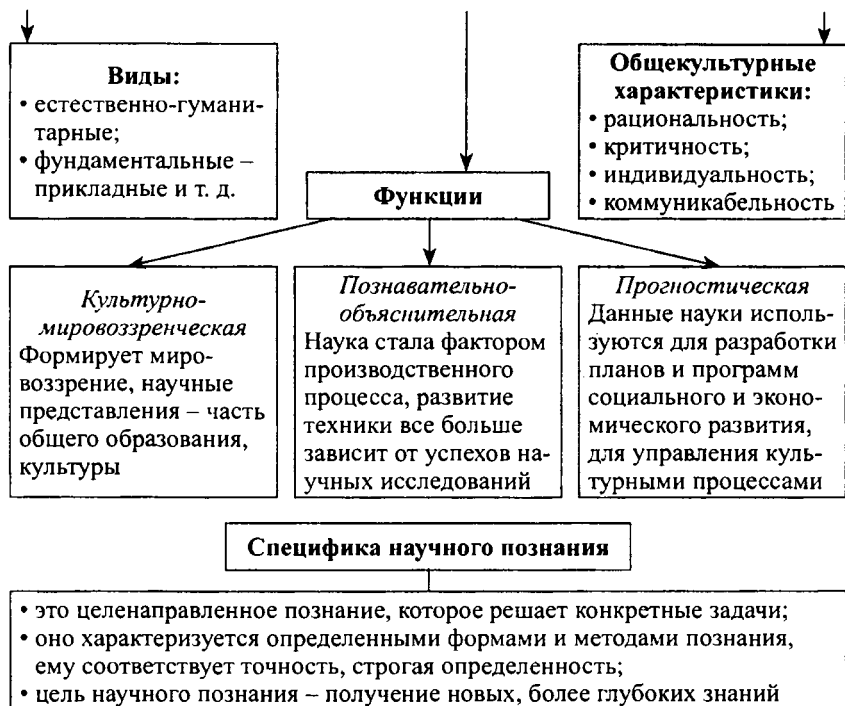 Виды:
• естественно-гумани-
тарные;
• фундаментальные –
прикладные и т. д.
Общекультурные
характеристики:
• рациональность;
• критичность;
• индивидуальность;
• коммуникабельность
Функции
Культурно-
мировоззренческая
Формирует миро-
воззрение, научные
представления – часть
общего образования,
культуры
Познавательно-
объяснительная
Наука стала фактором
производственного
процесса, развитие
техники все больше
зависит от успехов на-
учных исследований
Прогностическая
Данные науки исполь-
зуются для разработки
планов и программ
социального и эконо-
мического развития,
для управления куль-
турными процессами
Специфика научного познания
• это целенаправленное познание, которое решает конкретные задачи;
• оно характеризуется определенными формами и методами познания,
ему соответствует точность, строгая определенность;
• цель научного познания – получение новых, более глубоких знаний